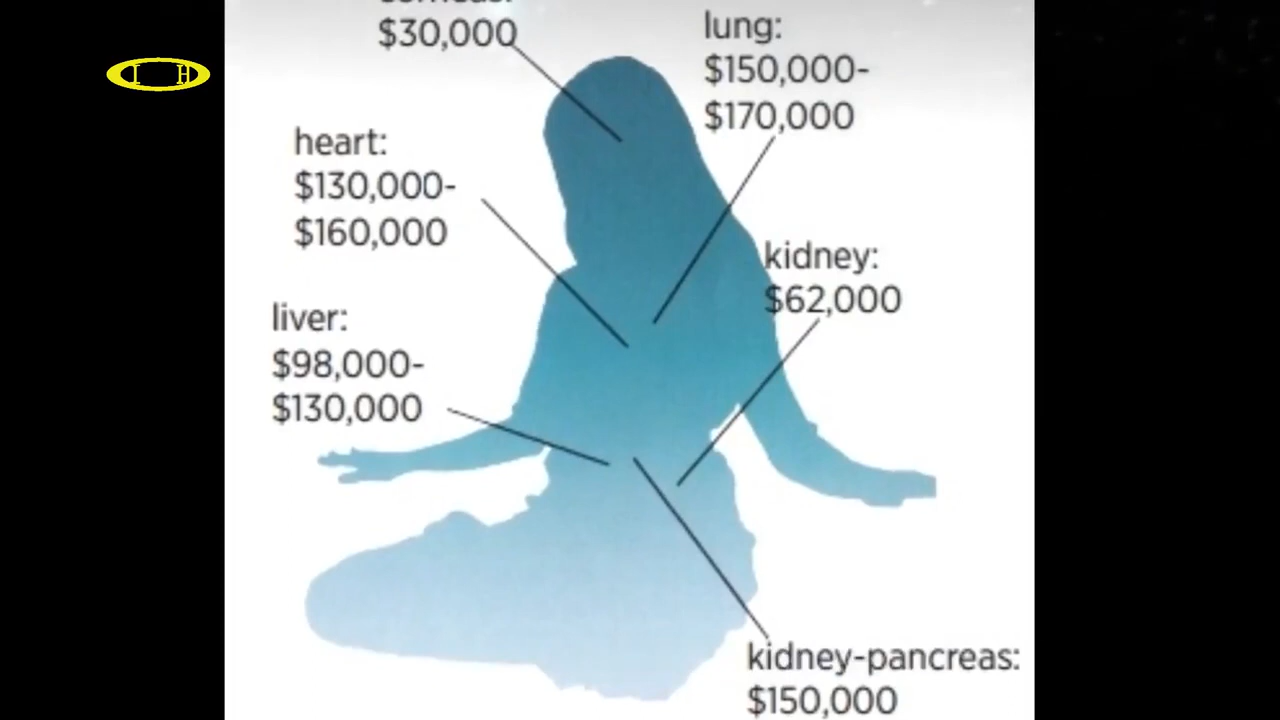 $30,000
lung:
$150,000-
$170,000
heart:
$130,000-
$160,000
kidney:
$62,000
liver:
$98,000-
$130,000
kidney-pancreas:
$150,000
I H